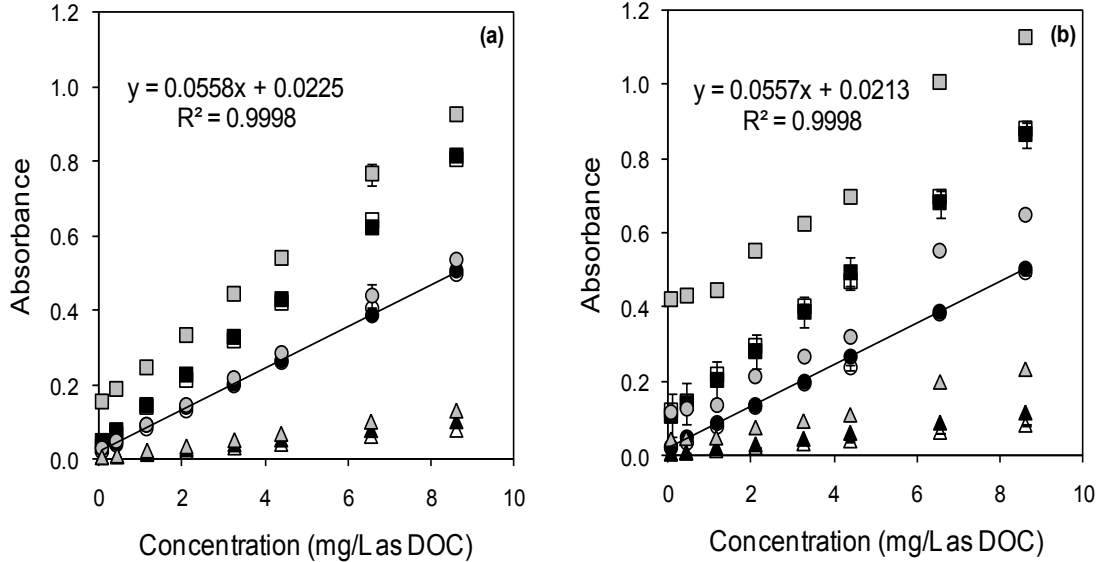 (a)
y = 0.0558x + 0.0225
R² = 0.9998
Absorbance
1.2
1.0
0.8
0.6
0.4
0.2
0.0
0 2 4 6 8 10
Concentration (mg/L as DOC)
(b)
y = 0.0557x + 0.0213
R² = 0.9998
Absorbance
1.2
1.0
0.8
0.6
0.4
0.2
0.0
0 2 4 6 8 10
Concentration (mg/L as DOC)